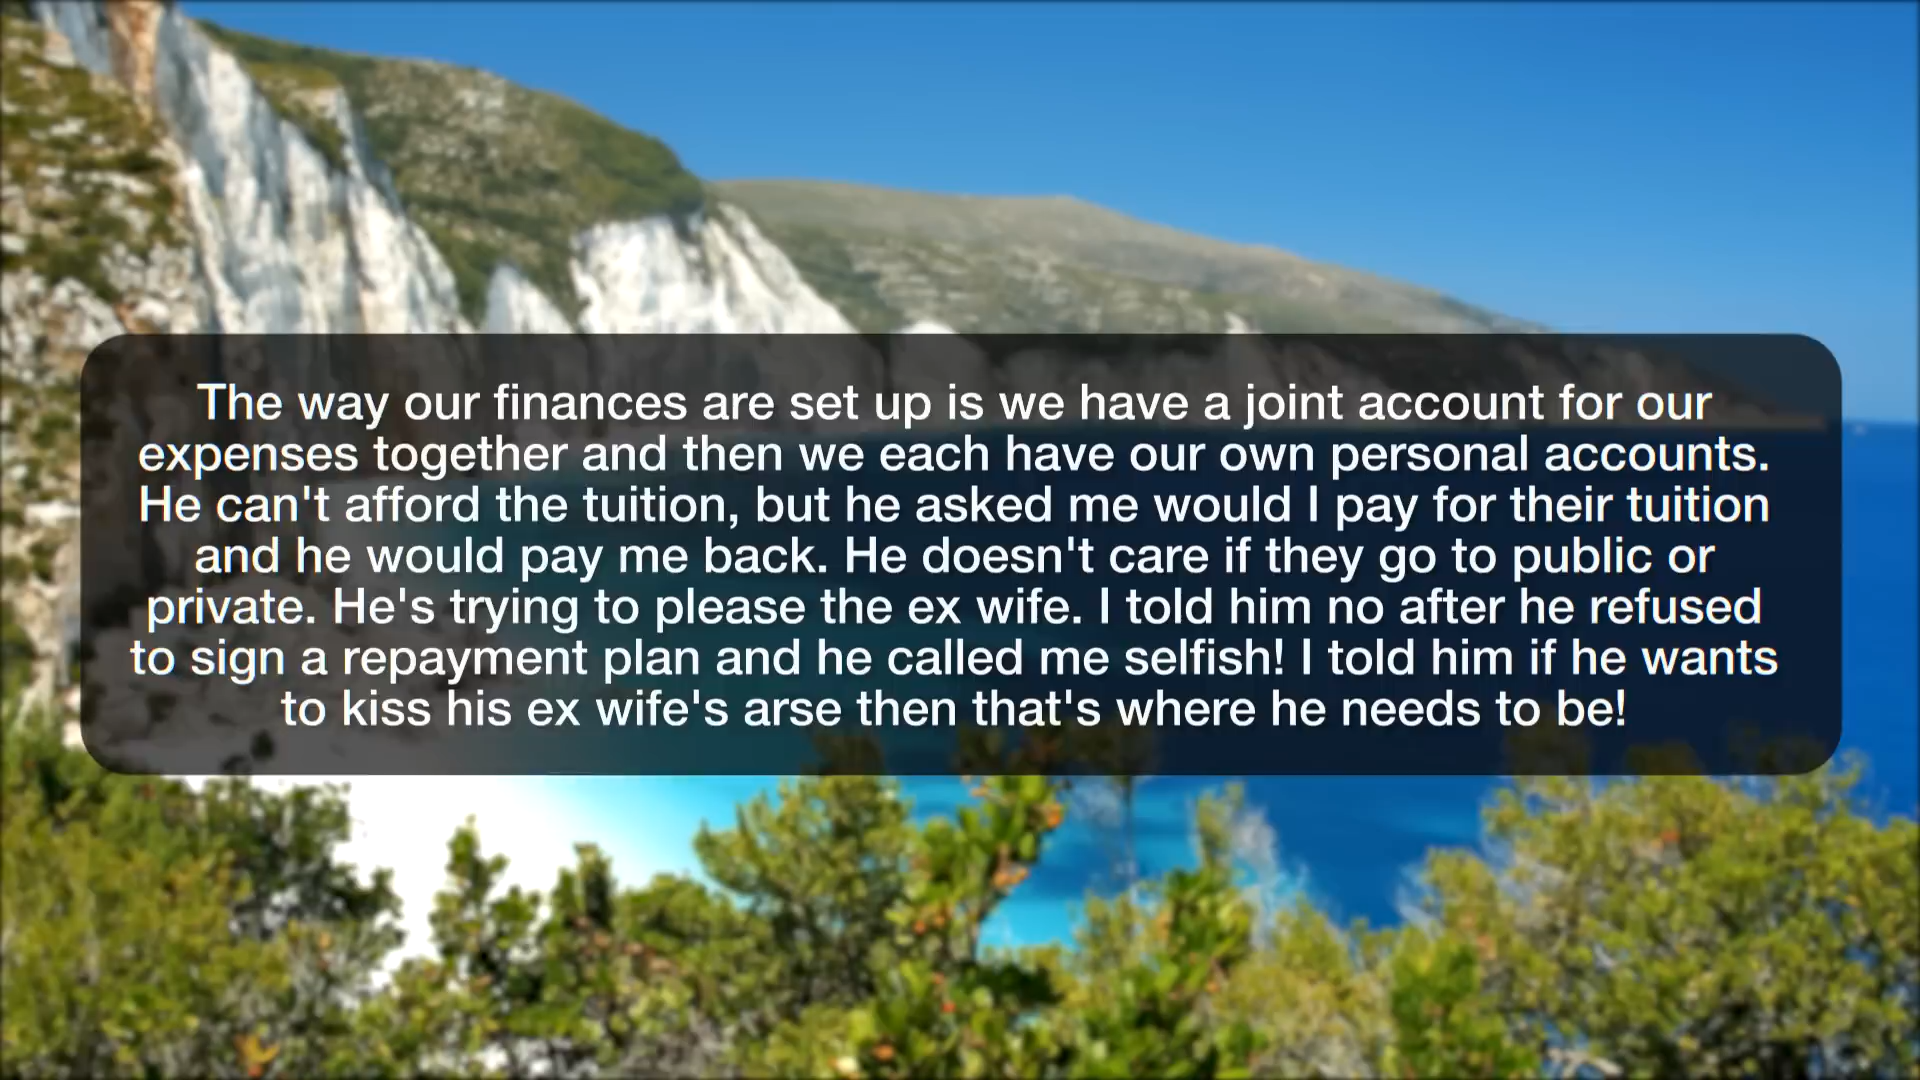 The way our finances are set up is we have a joint account for our
expenses together and then we each have our own personal accounts.
He can't afford the tuition, but he asked me would I pay for their tuition
and he would pay me back. He doesn't care if they go to public or
private. He's trying to please the ex wife. I told him no after he refused
to sign a repayment plan and he called me selfish! I told him if he wants
to kiss his ex wife's arse then that's where he needs to be!